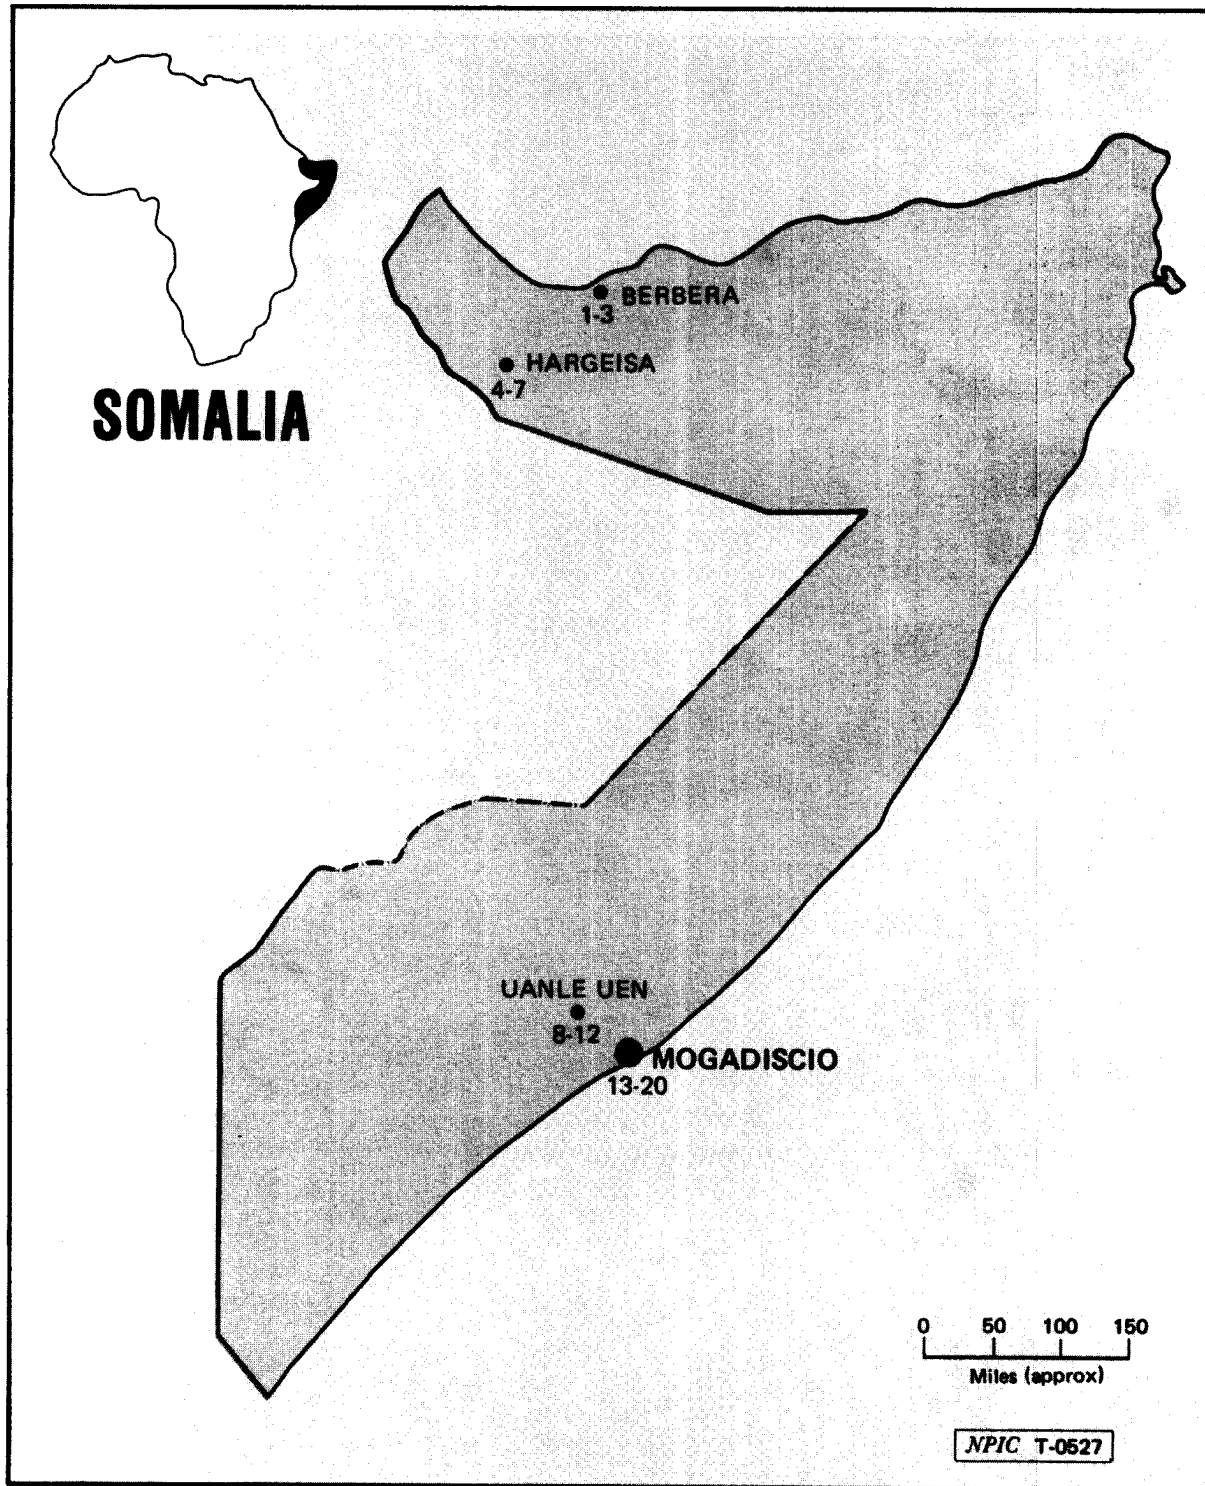 BERBERA
1-3
HARGEISA
4-7
SOMALIA
UANLE UEN
8-12
MOGADISCIO
13-20
0 50 100 150
Miles (approx)
NPIC T-0527